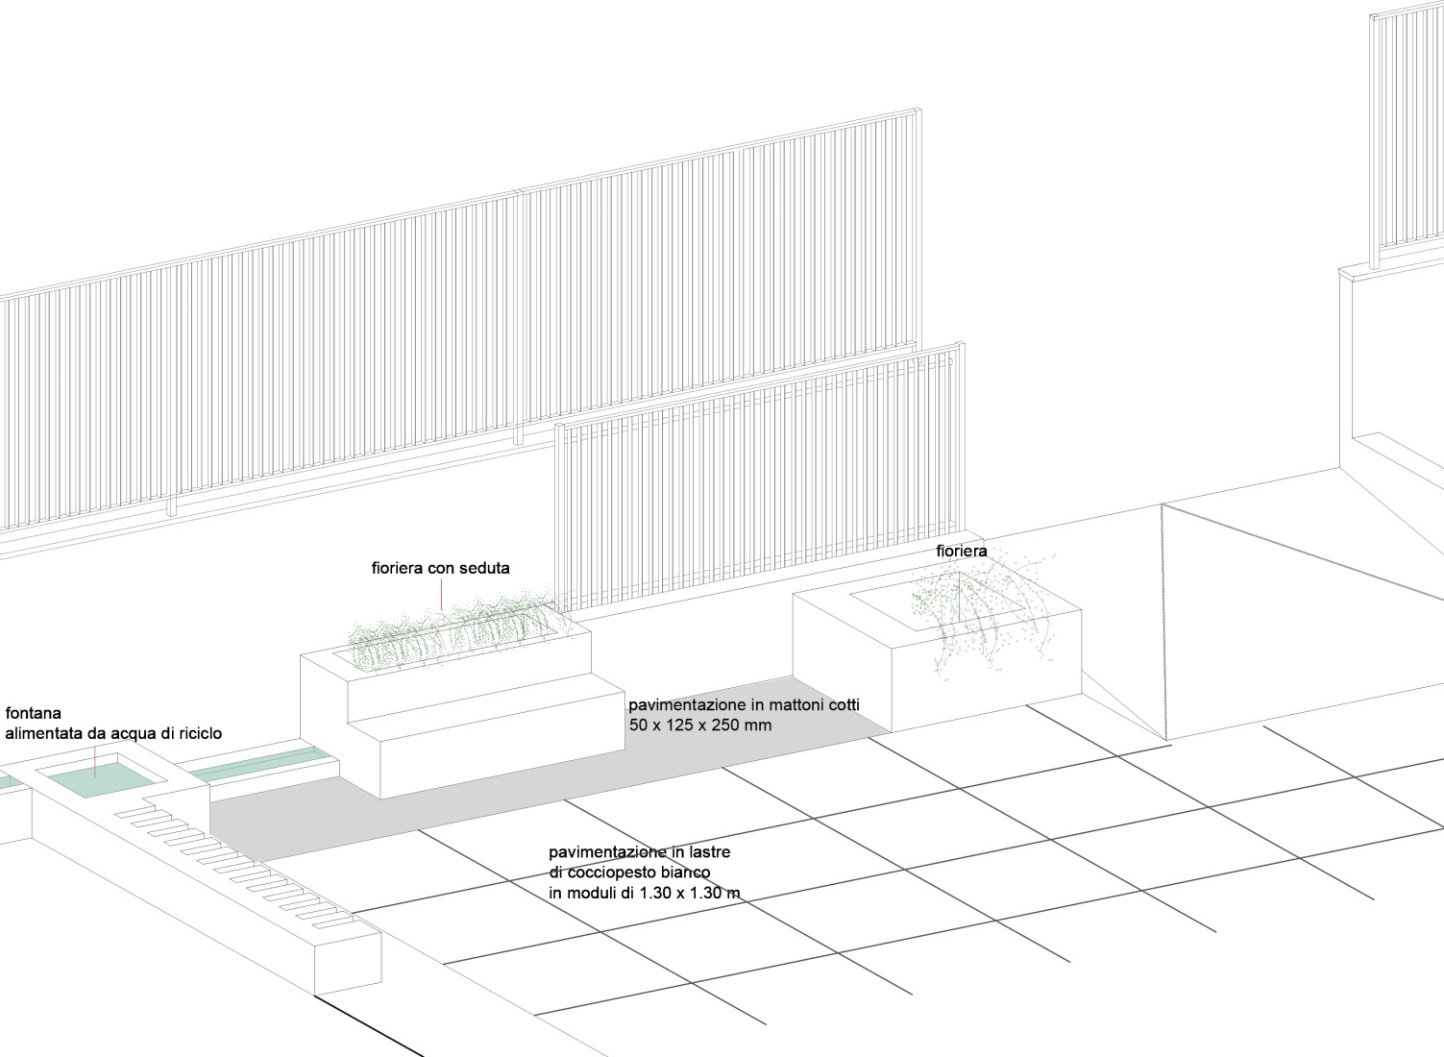 fioriera
fioriera con seduta
pavimentazione in mattoni cotti
50 x 125 x 250 mm
fontana
alimentata da acqua di riciclo
pavimentazione in lastre
di cocciopesto bianco
in moduli di 1.30 x 1.30 m